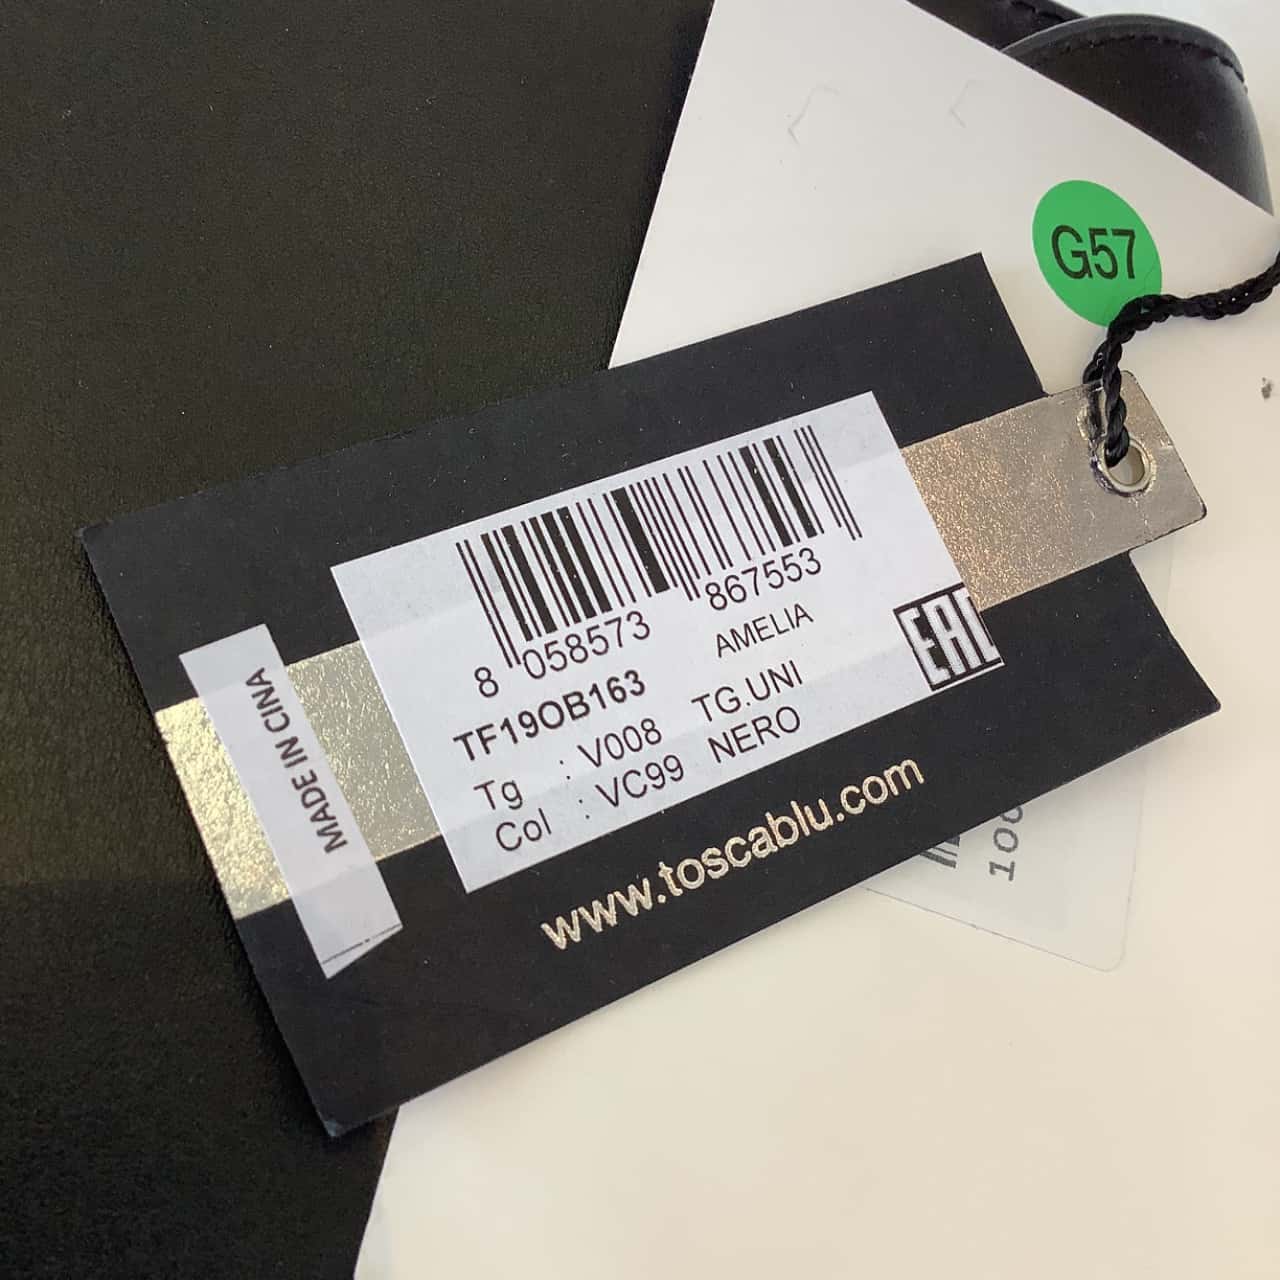 G57
8 058573 867553
TF19OB163 AMELIA
Tg : V008 TG.UNI
Col : VC99 NERO
EAC
www.toscablu.com
MADE IN CINA